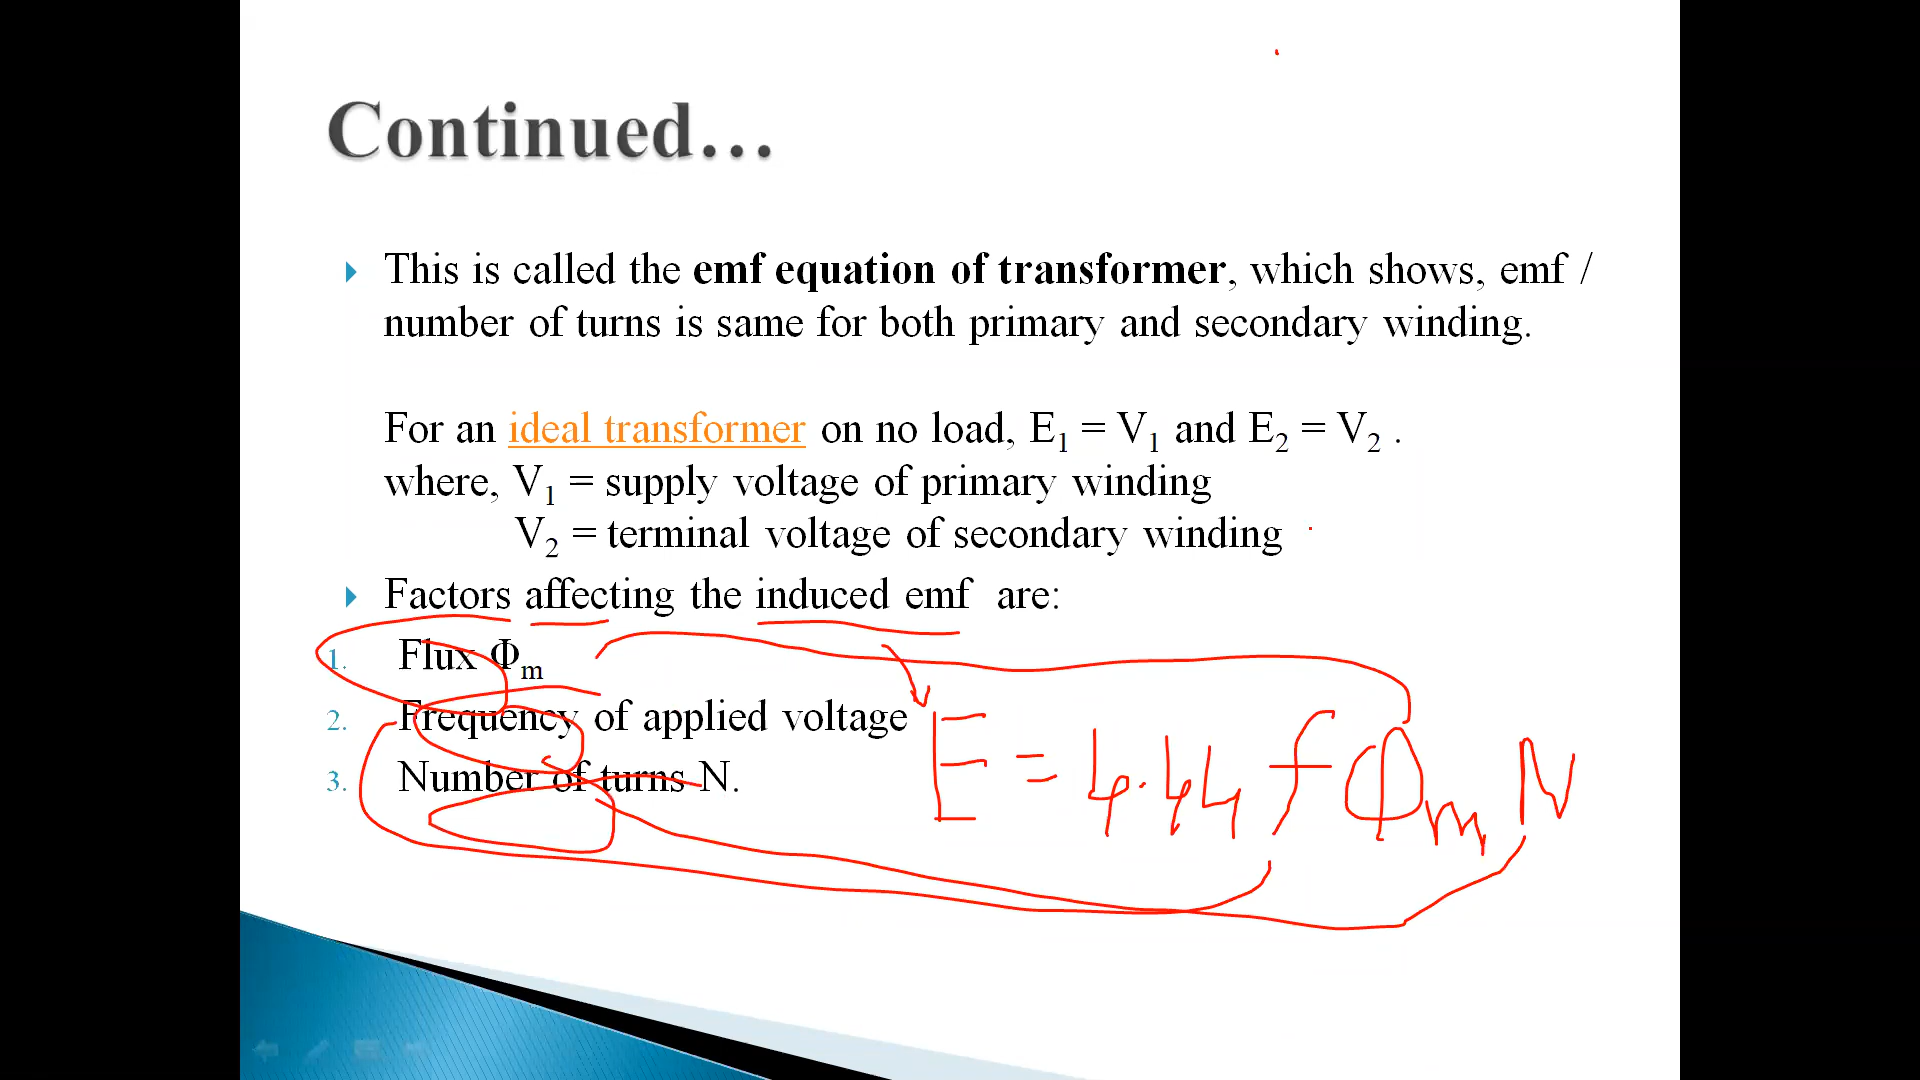 Continued...
This is called the emf equation of transformer, which shows, emf /
number of turns is same for both primary and secondary winding.
For an ideal transformer on no load, E₁ = V₁ and E₂ = V₂ .
where, V₁ = supply voltage of primary winding
V₂ = terminal voltage of secondary winding
Factors affecting the induced emf are:
1. Flux Φₘ
2. Frequency of applied voltage
3. Number of turns N.
E = 4.44 f Φₘ N